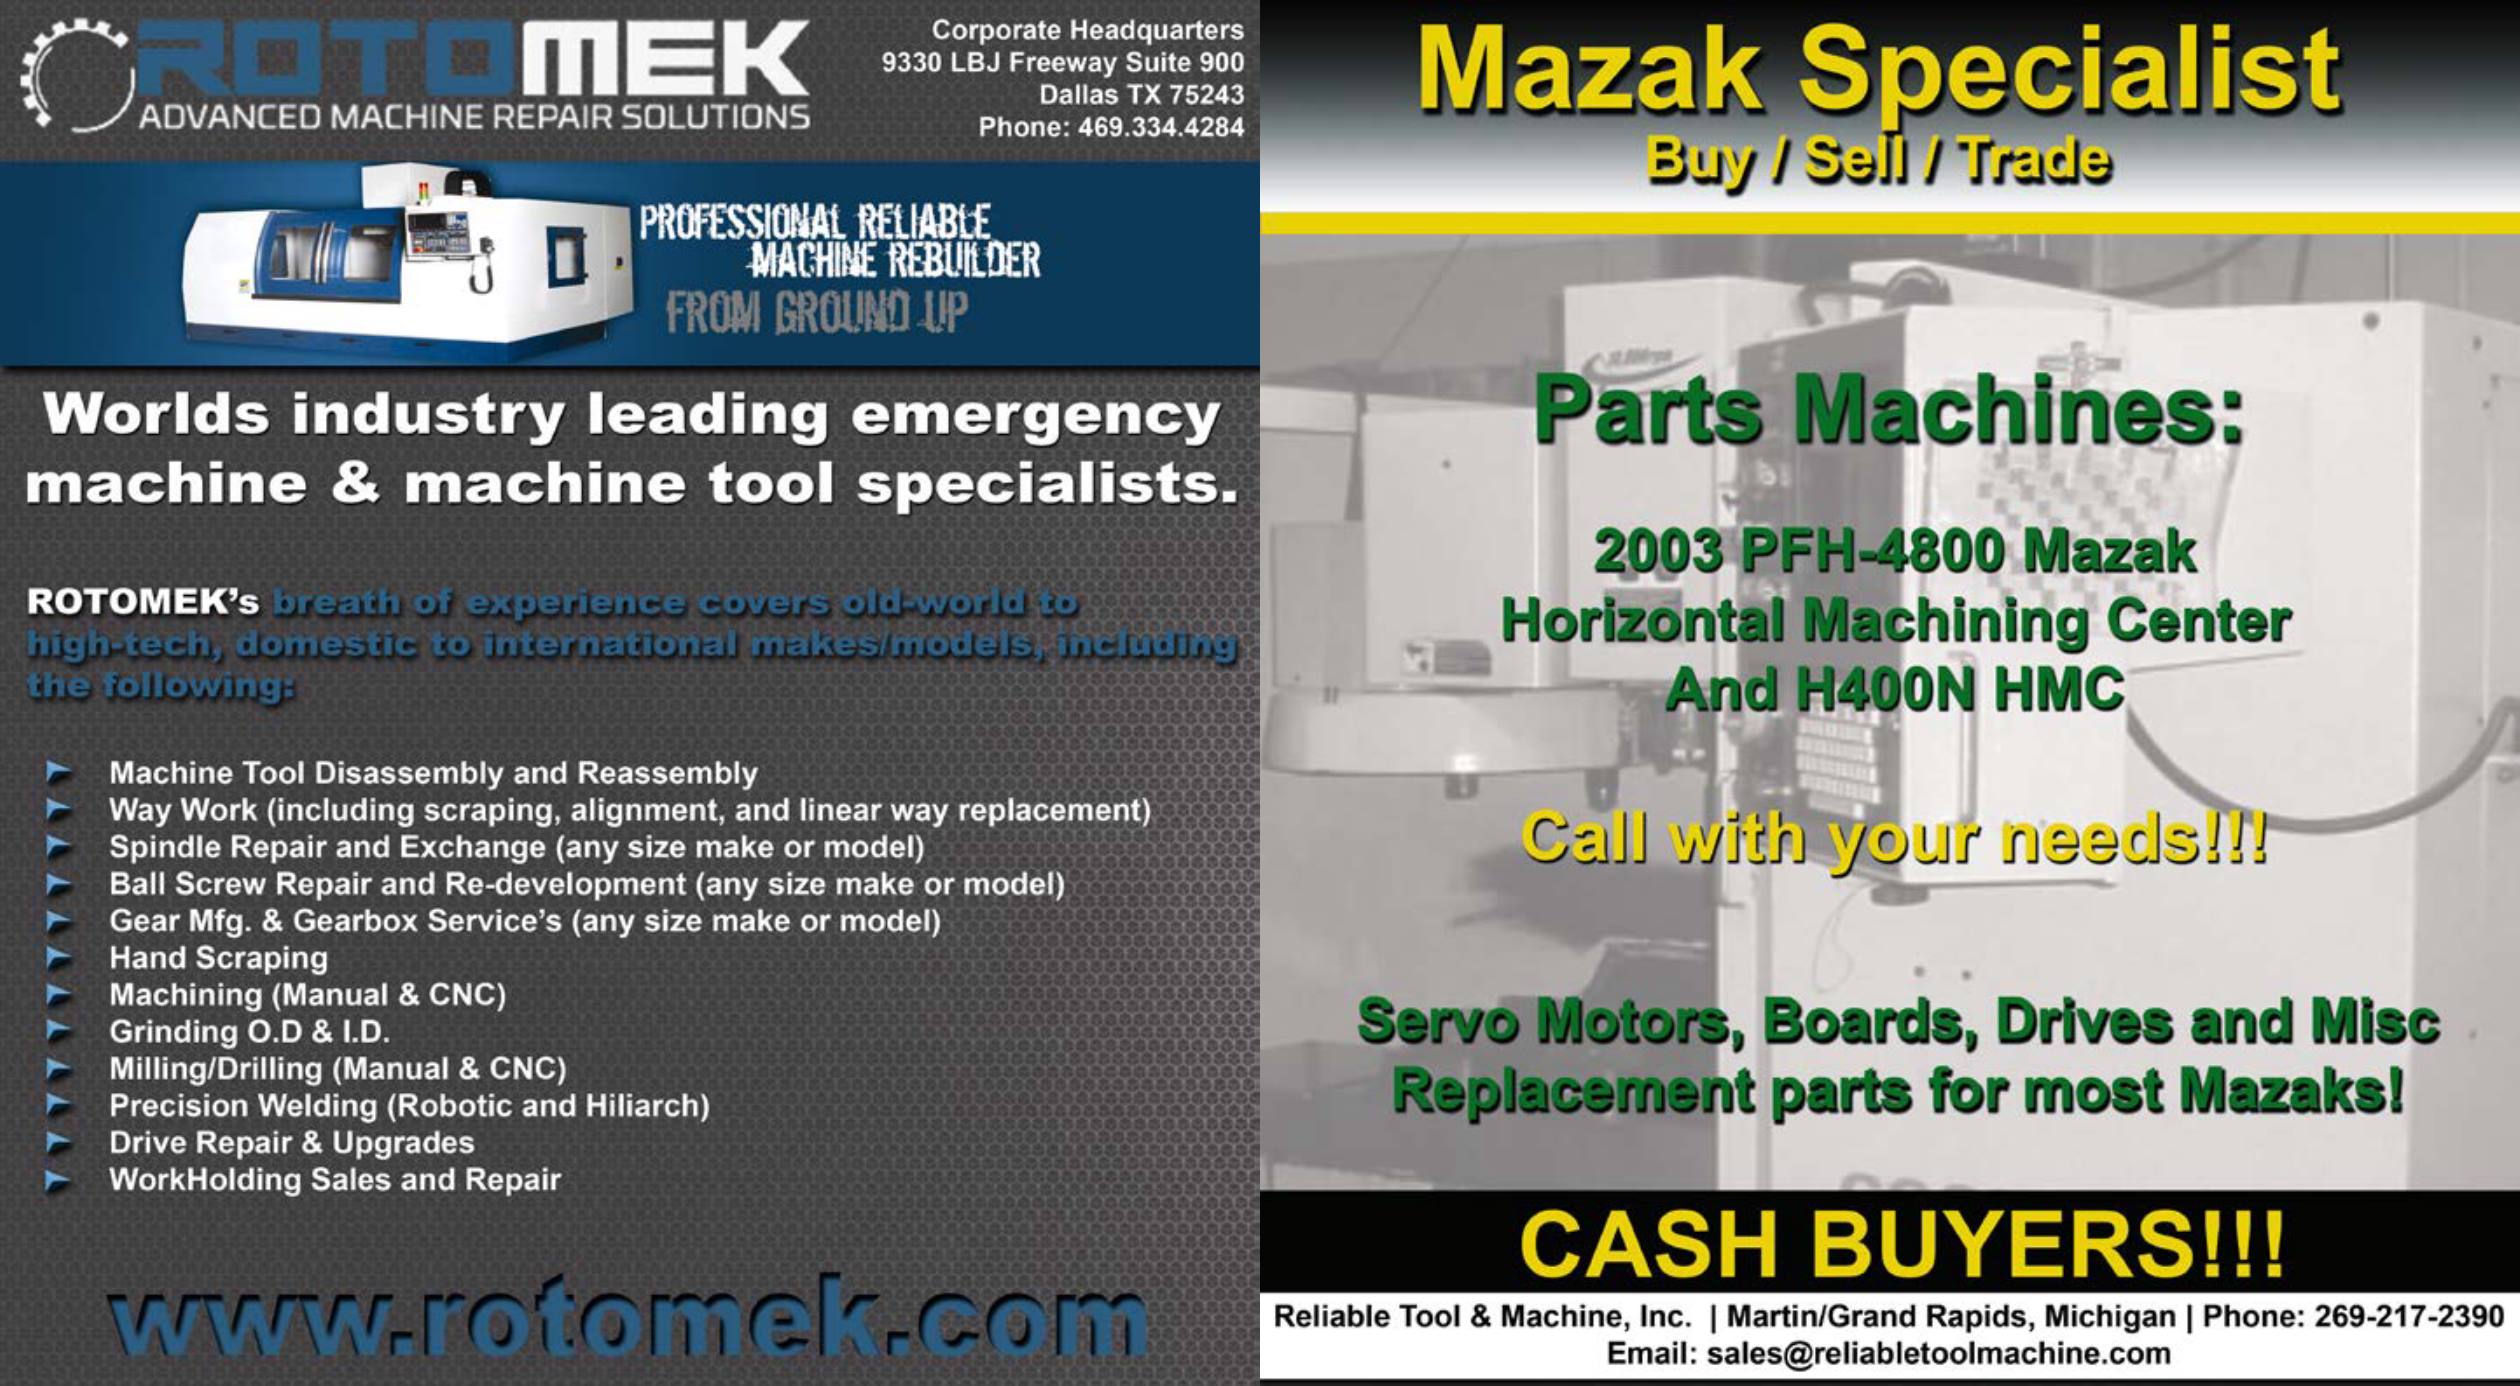 ROTOMEK
ADVANCED MACHINE REPAIR SOLUTIONS
Corporate Headquarters
9330 LBJ Freeway Suite 900
Dallas TX 75243
Phone: 469.334.4284
PROFESSIONAL RELIABLE
MACHINE REBUILDER
FROM GROUND UP
Worlds industry leading emergency
machine & machine tool specialists.
ROTOMEK's breath of experience covers old-world to
high-tech, domestic to international makes/models, including
the following:
Machine Tool Disassembly and Reassembly
Way Work (including scraping, alignment, and linear way replacement)
Spindle Repair and Exchange (any size make or model)
Ball Screw Repair and Re-development (any size make or model)
Gear Mfg. & Gearbox Service's (any size make or model)
Hand Scraping
Machining (Manual & CNC)
Grinding O.D & I.D.
Milling/Drilling (Manual & CNC)
Precision Welding (Robotic and Hiliarch)
Drive Repair & Upgrades
WorkHolding Sales and Repair
www.rotomek.com
Mazak Specialist
Buy / Sell / Trade
Parts Machines:
2003 PFH-4800 Mazak
Horizontal Machining Center
And H400N HMC
Call with your needs!!!
Servo Motors, Boards, Drives and Misc
Replacement parts for most Mazaks!
CASH BUYERS!!!
Reliable Tool & Machine, Inc. | Martin/Grand Rapids, Michigan | Phone: 269-217-2390
Email: sales@reliabletoolmachine.com